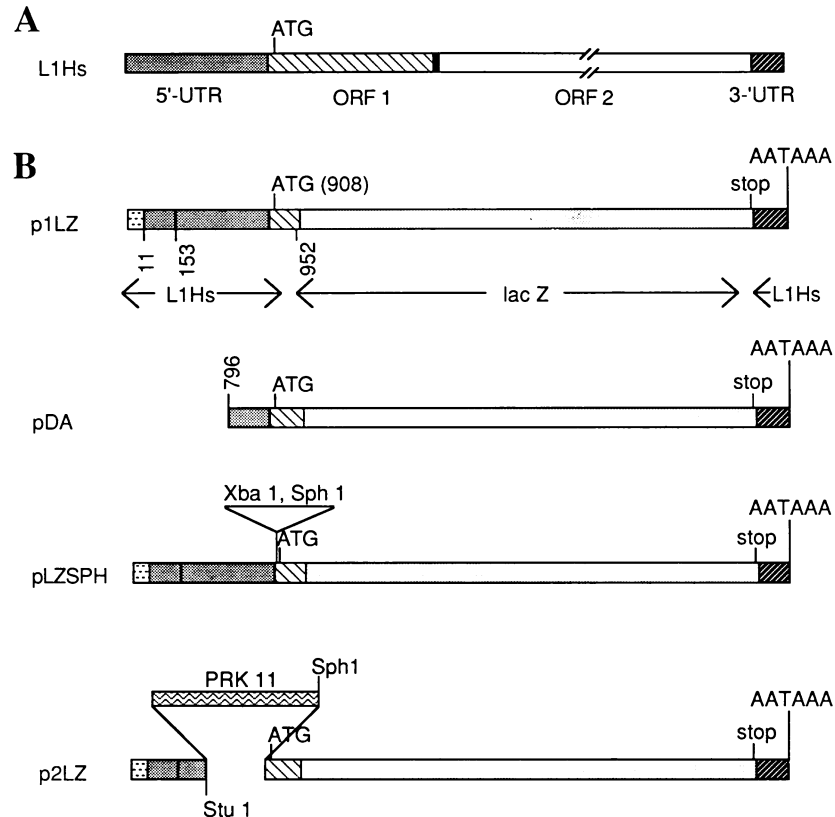 A
ATG
L1Hs
5'-UTR ORF 1 ORF 2 3-'UTR
B
AATAAA
ATG (908) stop
p1LZ
11 153 952
L1Hs lac Z L1Hs
AATAAA
796 ATG stop
pDA
Xba 1, Sph 1
AATAAA
ATG stop
pLZSPH
Sph1
PRK 11
AATAAA
ATG stop
p2LZ
Stu 1